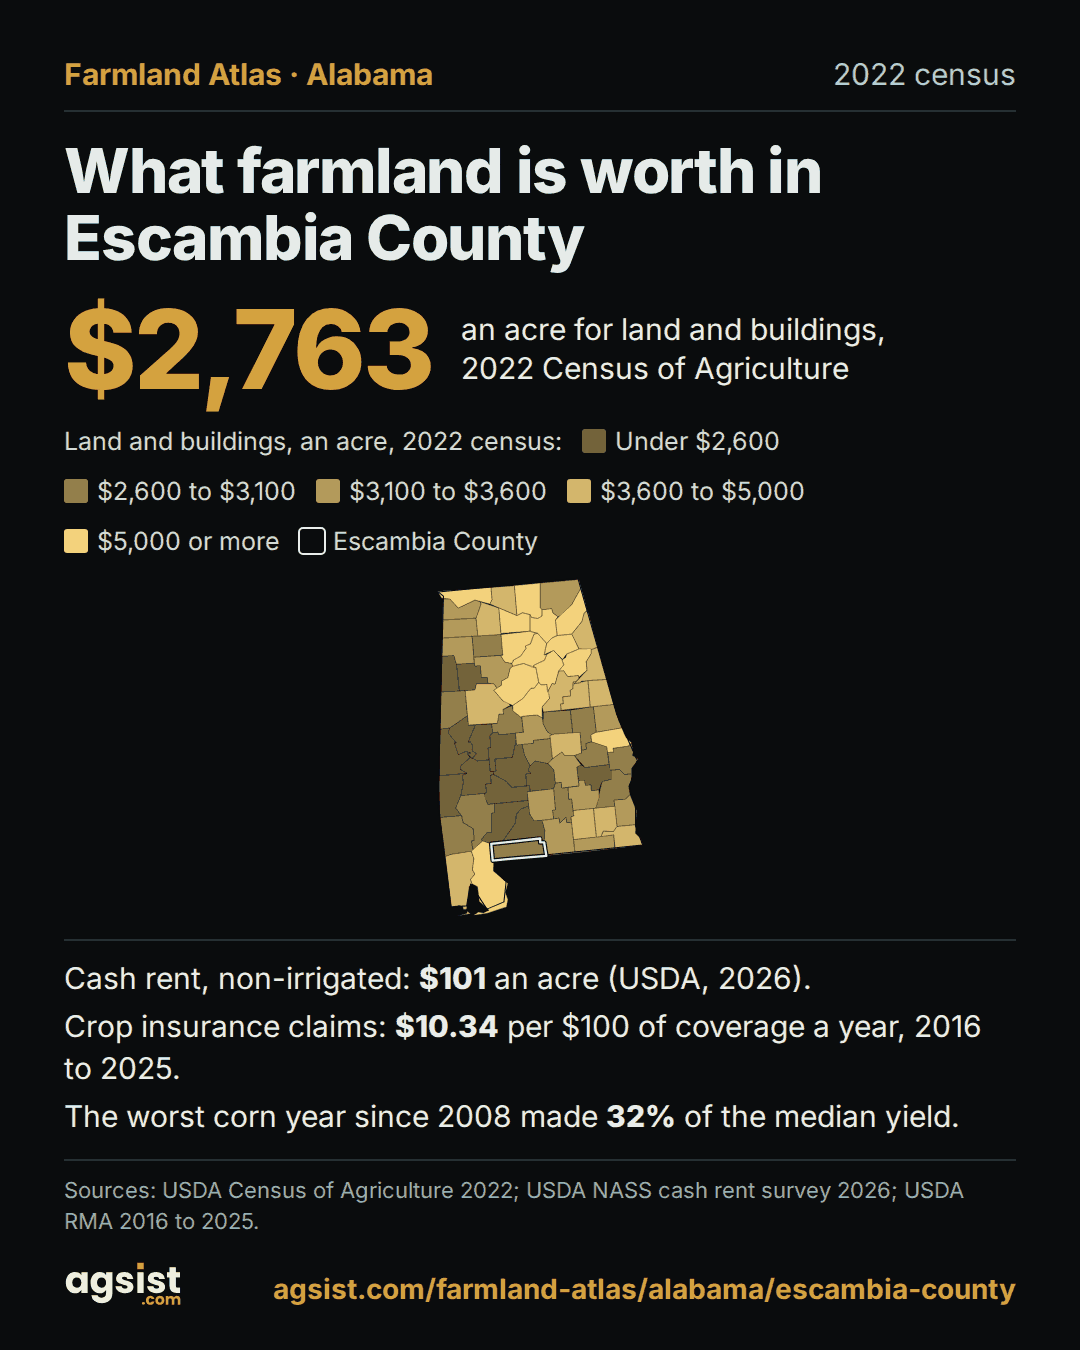 Farmland Atlas · Alabama
2022 census
What farmland is worth in
Escambia County
$2,763
an acre for land and buildings,
2022 Census of Agriculture
Land and buildings, an acre, 2022 census: Under $2,600
$2,600 to $3,100 $3,100 to $3,600 $3,600 to $5,000
$5,000 or more Escambia County
Cash rent, non-irrigated: $101 an acre (USDA, 2026).
Crop insurance claims: $10.34 per $100 of coverage a year, 2016
to 2025.
The worst corn year since 2008 made 32% of the median yield.
Sources: USDA Census of Agriculture 2022; USDA NASS cash rent survey 2026; USDA
RMA 2016 to 2025.
agsist
.com
agsist.com/farmland-atlas/alabama/escambia-county